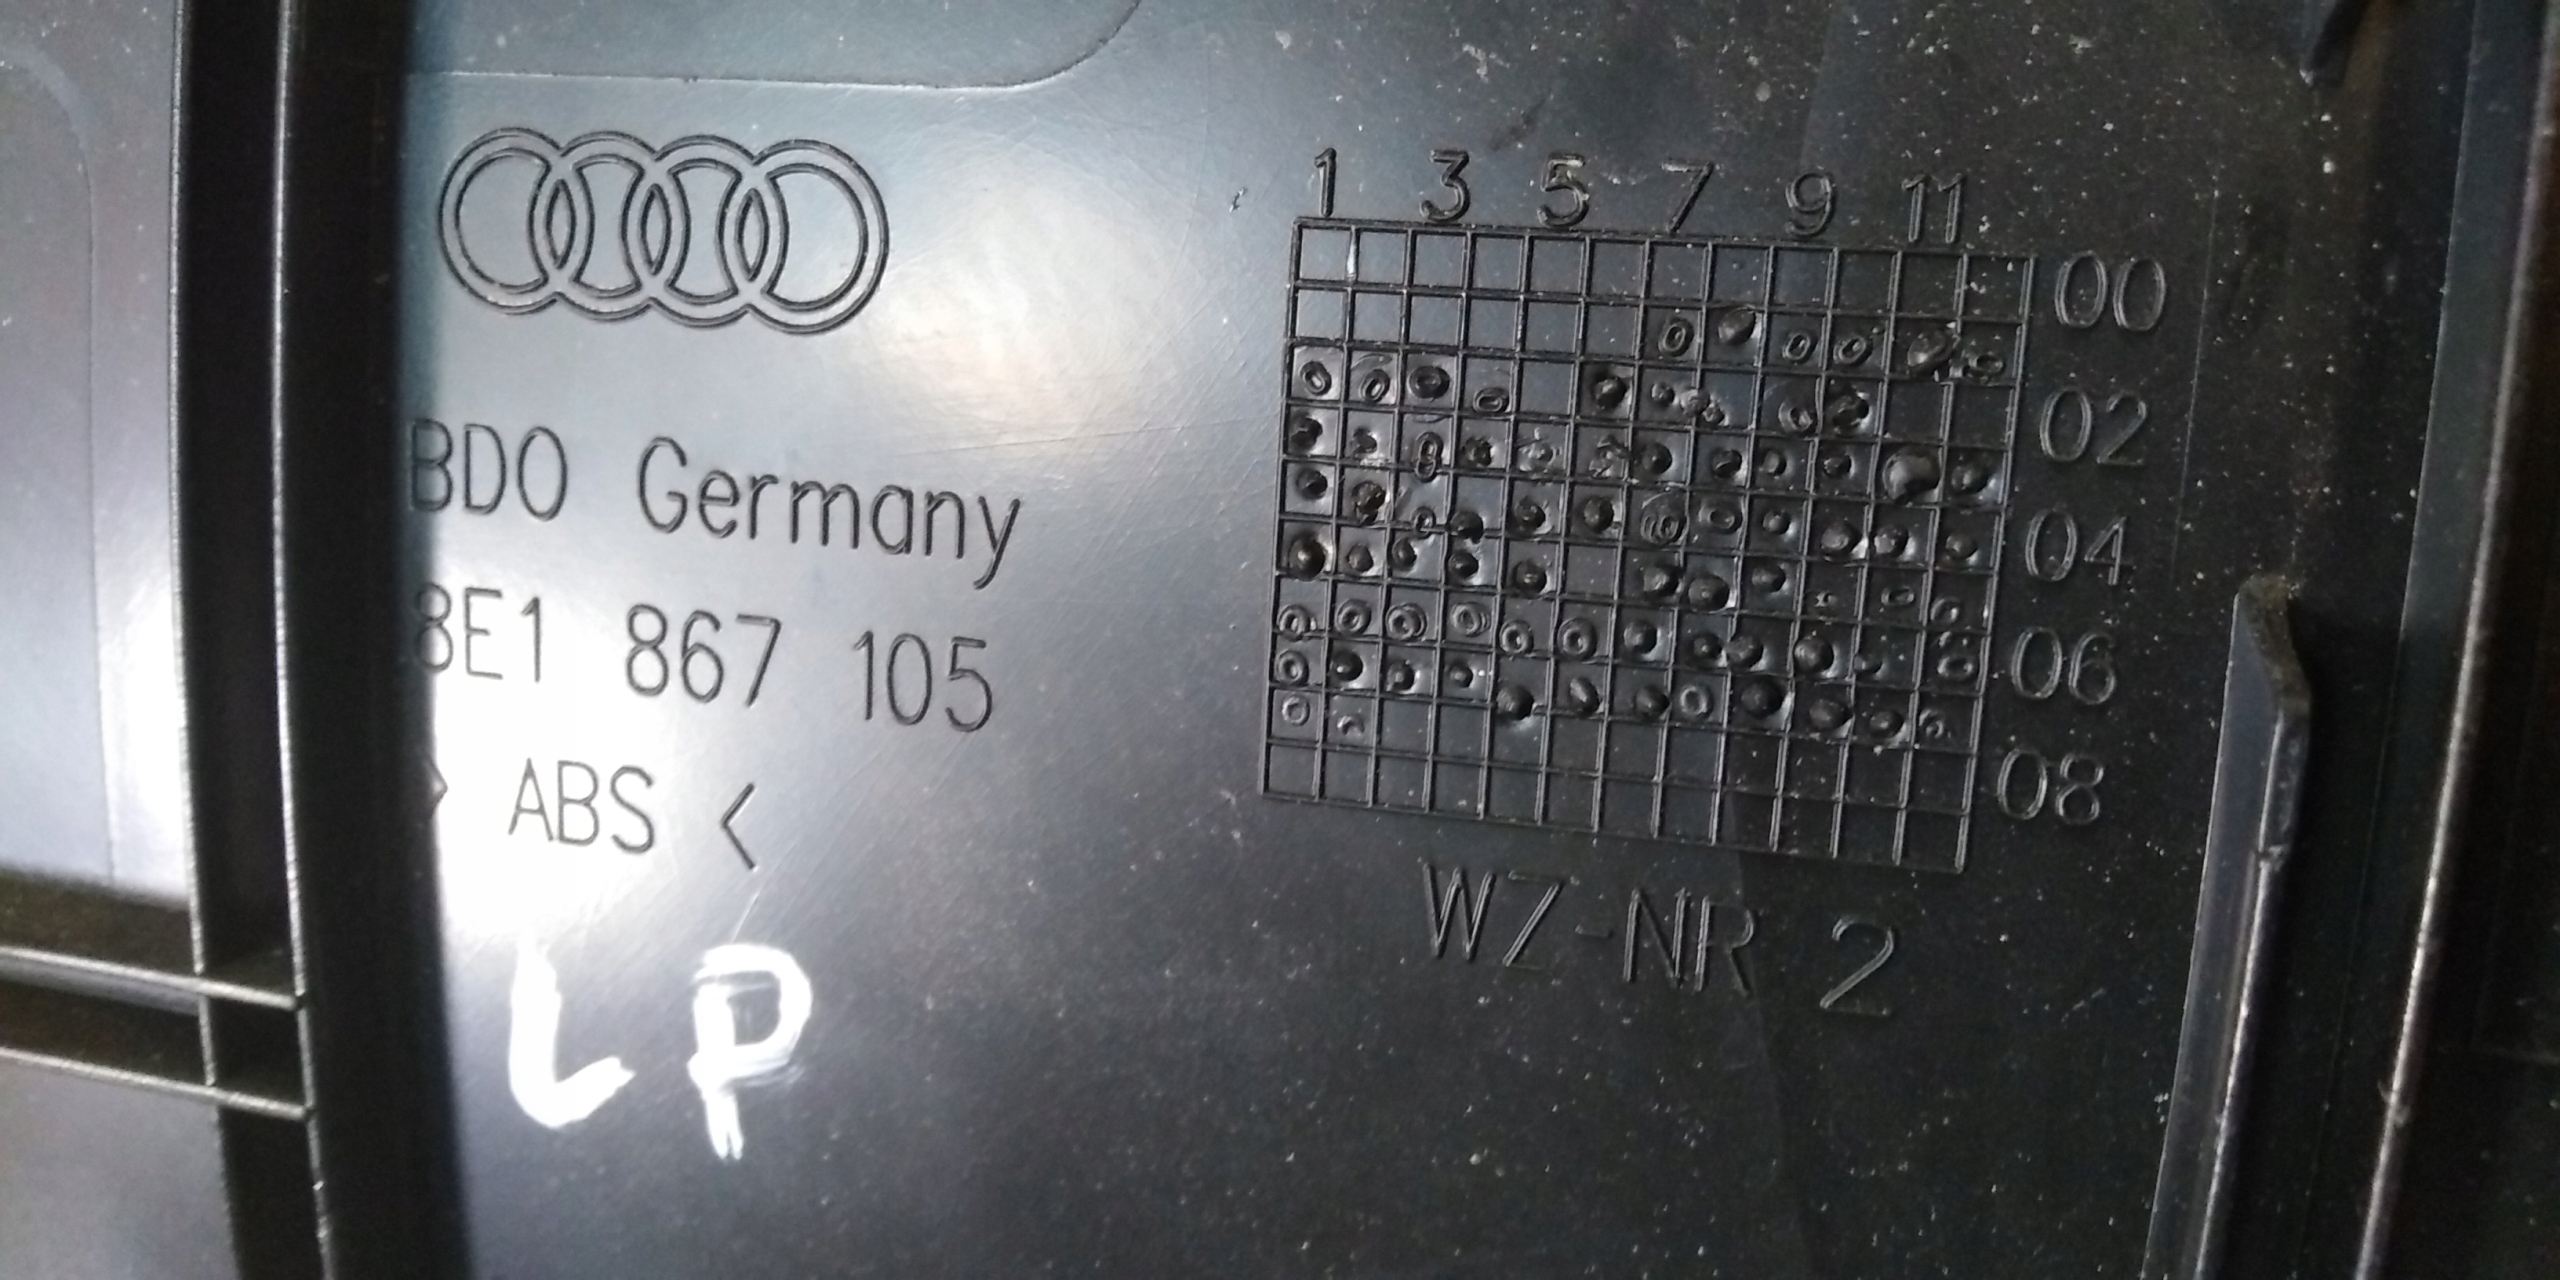 BDO Germany
8E1 867 105
> ABS <
LP
1 3 5 7 9 11
00
02
04
06
08
WZ-NR 2